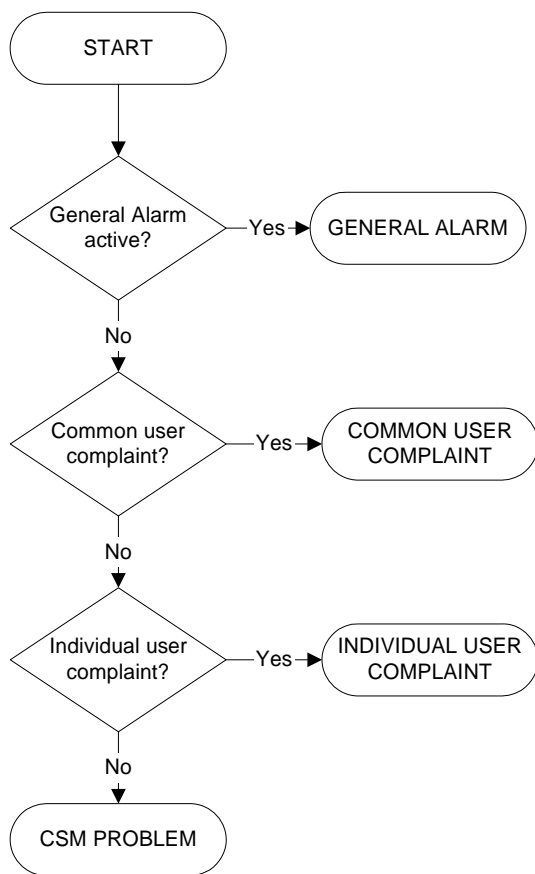 START
General Alarm
active?
Yes
GENERAL ALARM
No
Common user
complaint?
Yes
COMMON USER
COMPLAINT
No
Individual user
complaint?
Yes
INDIVIDUAL USER
COMPLAINT
No
CSM PROBLEM